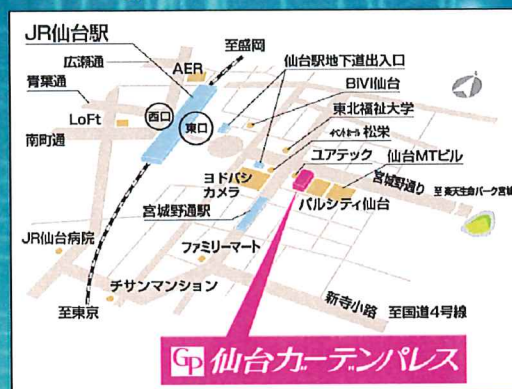 JR仙台駅
至盛岡
広瀬通
AER
仙台駅地下道出入口
青葉通
BiVi仙台
LoFt
西口
東口
東北福祉大学
南町通
イベントホール 松栄
ユアテック
仙台MTビル
ヨドバシ
カメラ
宮城野通り
至 楽天生命パーク宮城
宮城野通駅
パルシティ仙台
JR仙台病院
ファミリーマート
チサンマンション
新寺小路
至東京
至国道4号線
GP 仙台ガーデンパレス